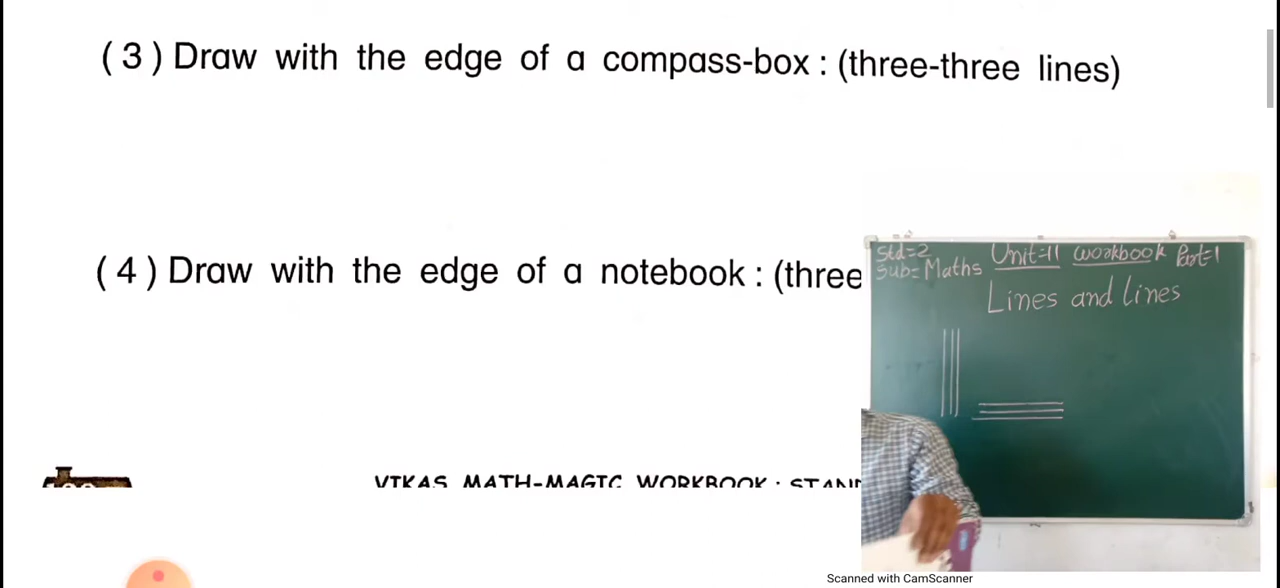 (3) Draw with the edge of a compass-box : (three-three lines)
(4) Draw with the edge of a notebook : (three
Std=2
Sub=Maths
Unit=11 workbook Part=1
Lines and lines
VIKAS MATH-MAGIC WORKBOOK : STAND
Scanned with CamScanner